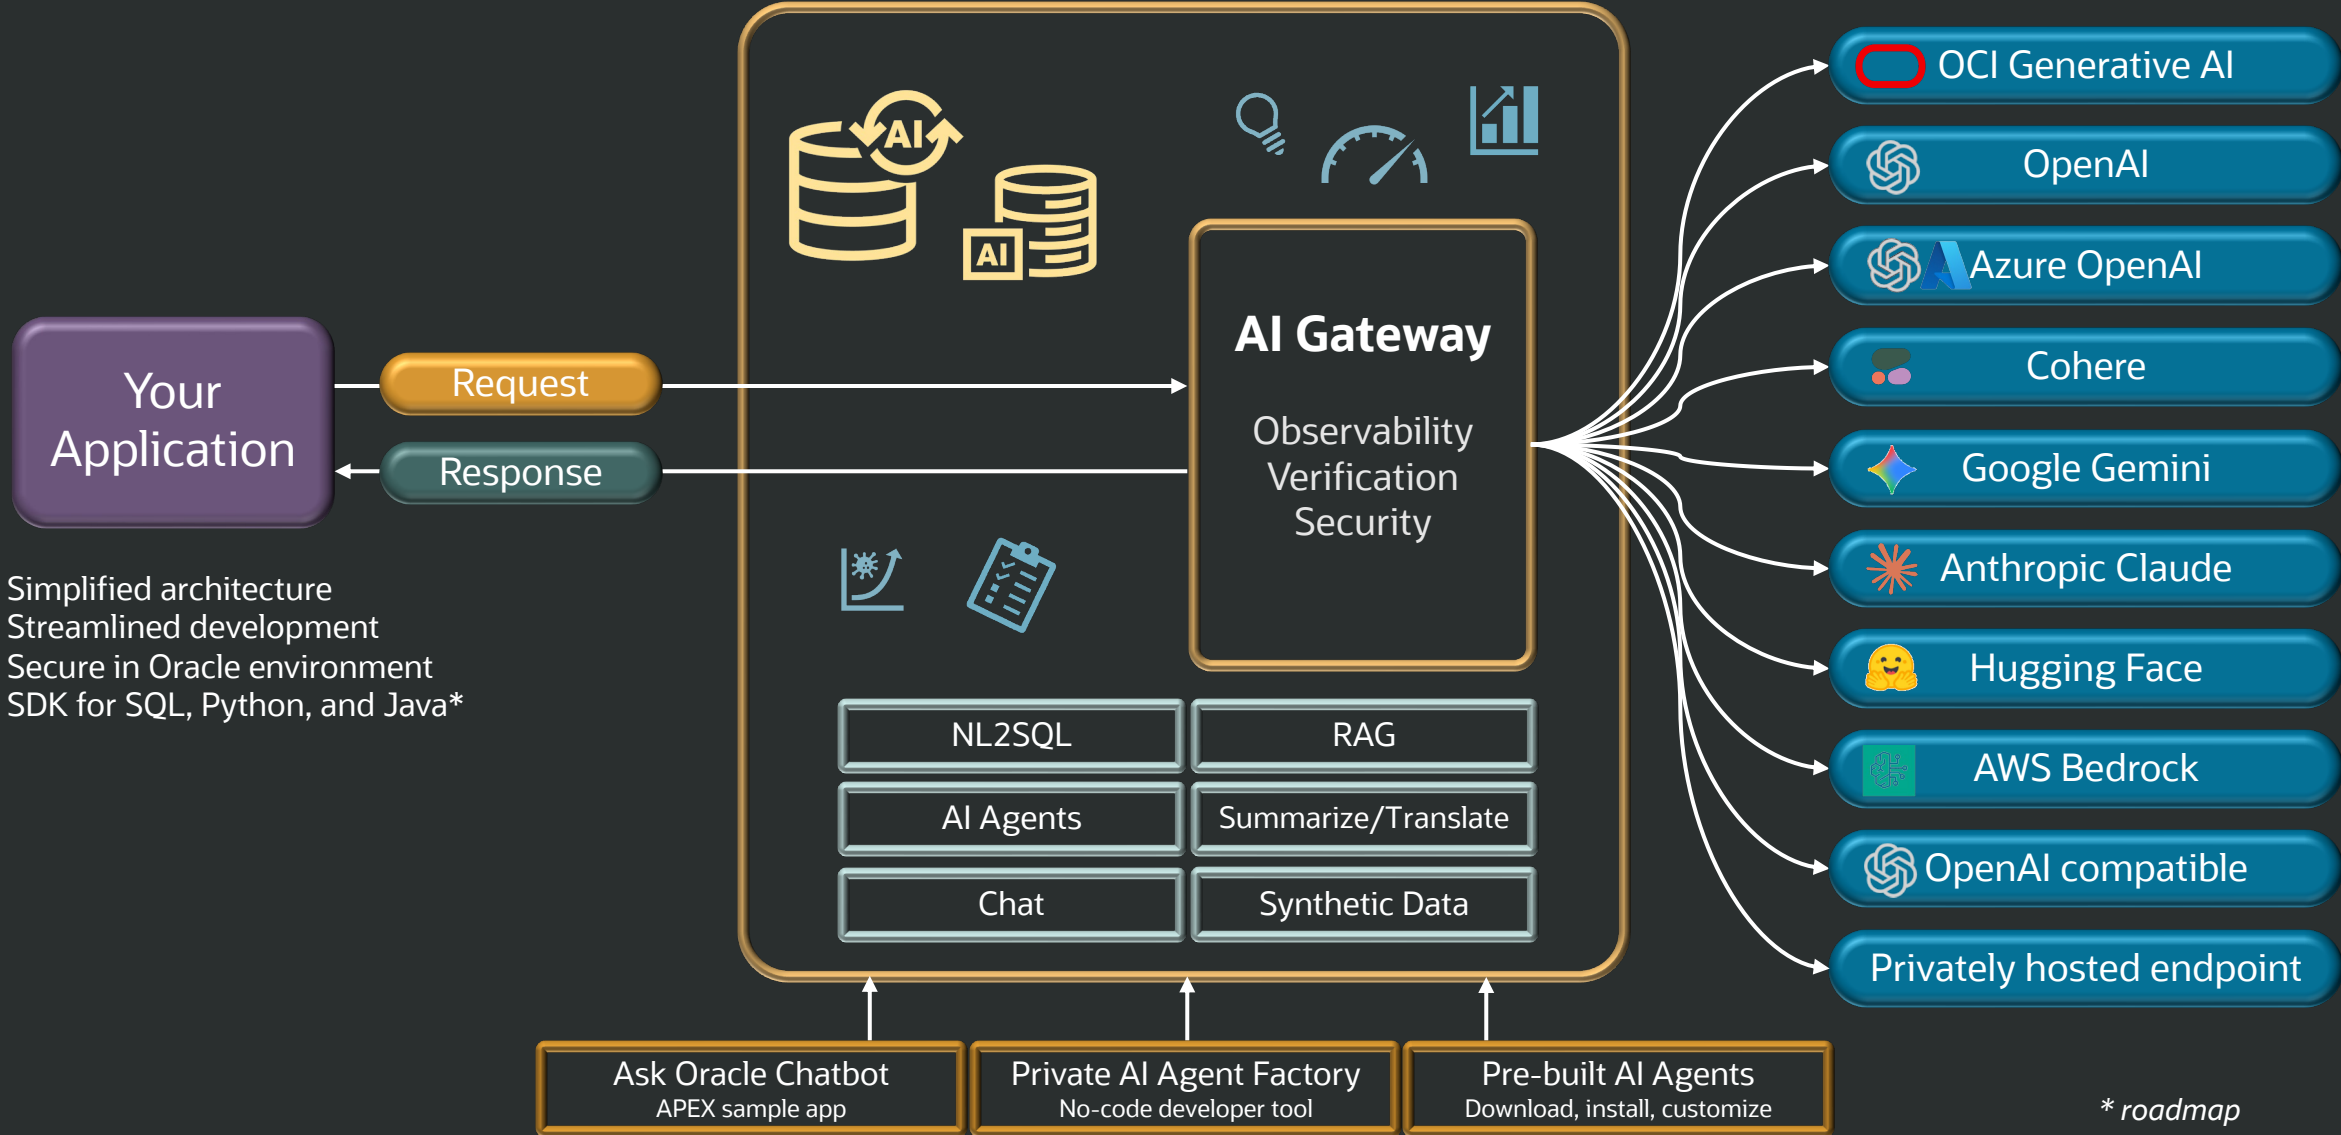 Your
Application
Request
Response
Simplified architecture
Streamlined development
Secure in Oracle environment
SDK for SQL, Python, and Java*
AI
AI
AI Gateway
Observability
Verification
Security
NL2SQL
RAG
AI Agents
Summarize/Translate
Chat
Synthetic Data
Ask Oracle Chatbot
APEX sample app
Private AI Agent Factory
No-code developer tool
Pre-built AI Agents
Download, install, customize
OCI Generative AI
OpenAI
Azure OpenAI
Cohere
Google Gemini
Anthropic Claude
Hugging Face
AWS Bedrock
OpenAI compatible
Privately hosted endpoint
* roadmap